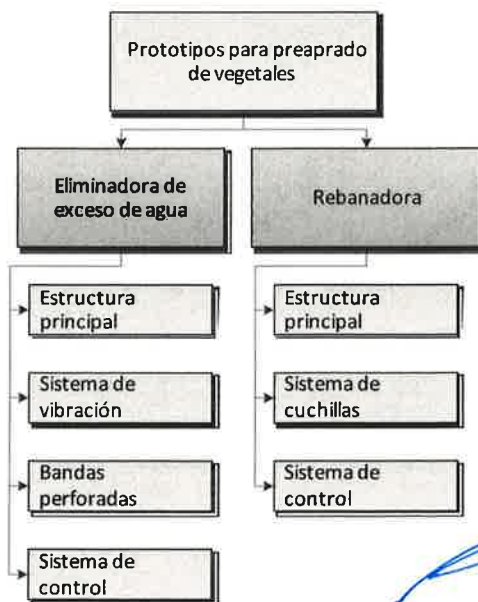 Prototipos para preaprado
de vegetales
Eliminadora de
exceso de agua
Estructura
principal
Sistema de
vibración
Bandas
perforadas
Sistema de
control
Rebanadora
Estructura
principal
Sistema de
cuchillas
Sistema de
control